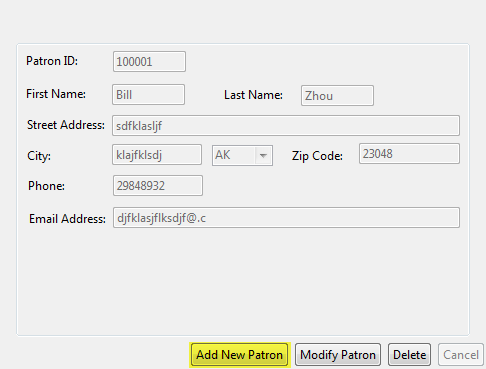 Patron ID: 100001
First Name: Bill Last Name: Zhou
Street Address: sdfklasljf
City: klajfklsdj AK Zip Code: 23048
Phone: 29848932
Email Address: djfklasjflksdjf@.c
Add New Patron Modify Patron Delete Cancel